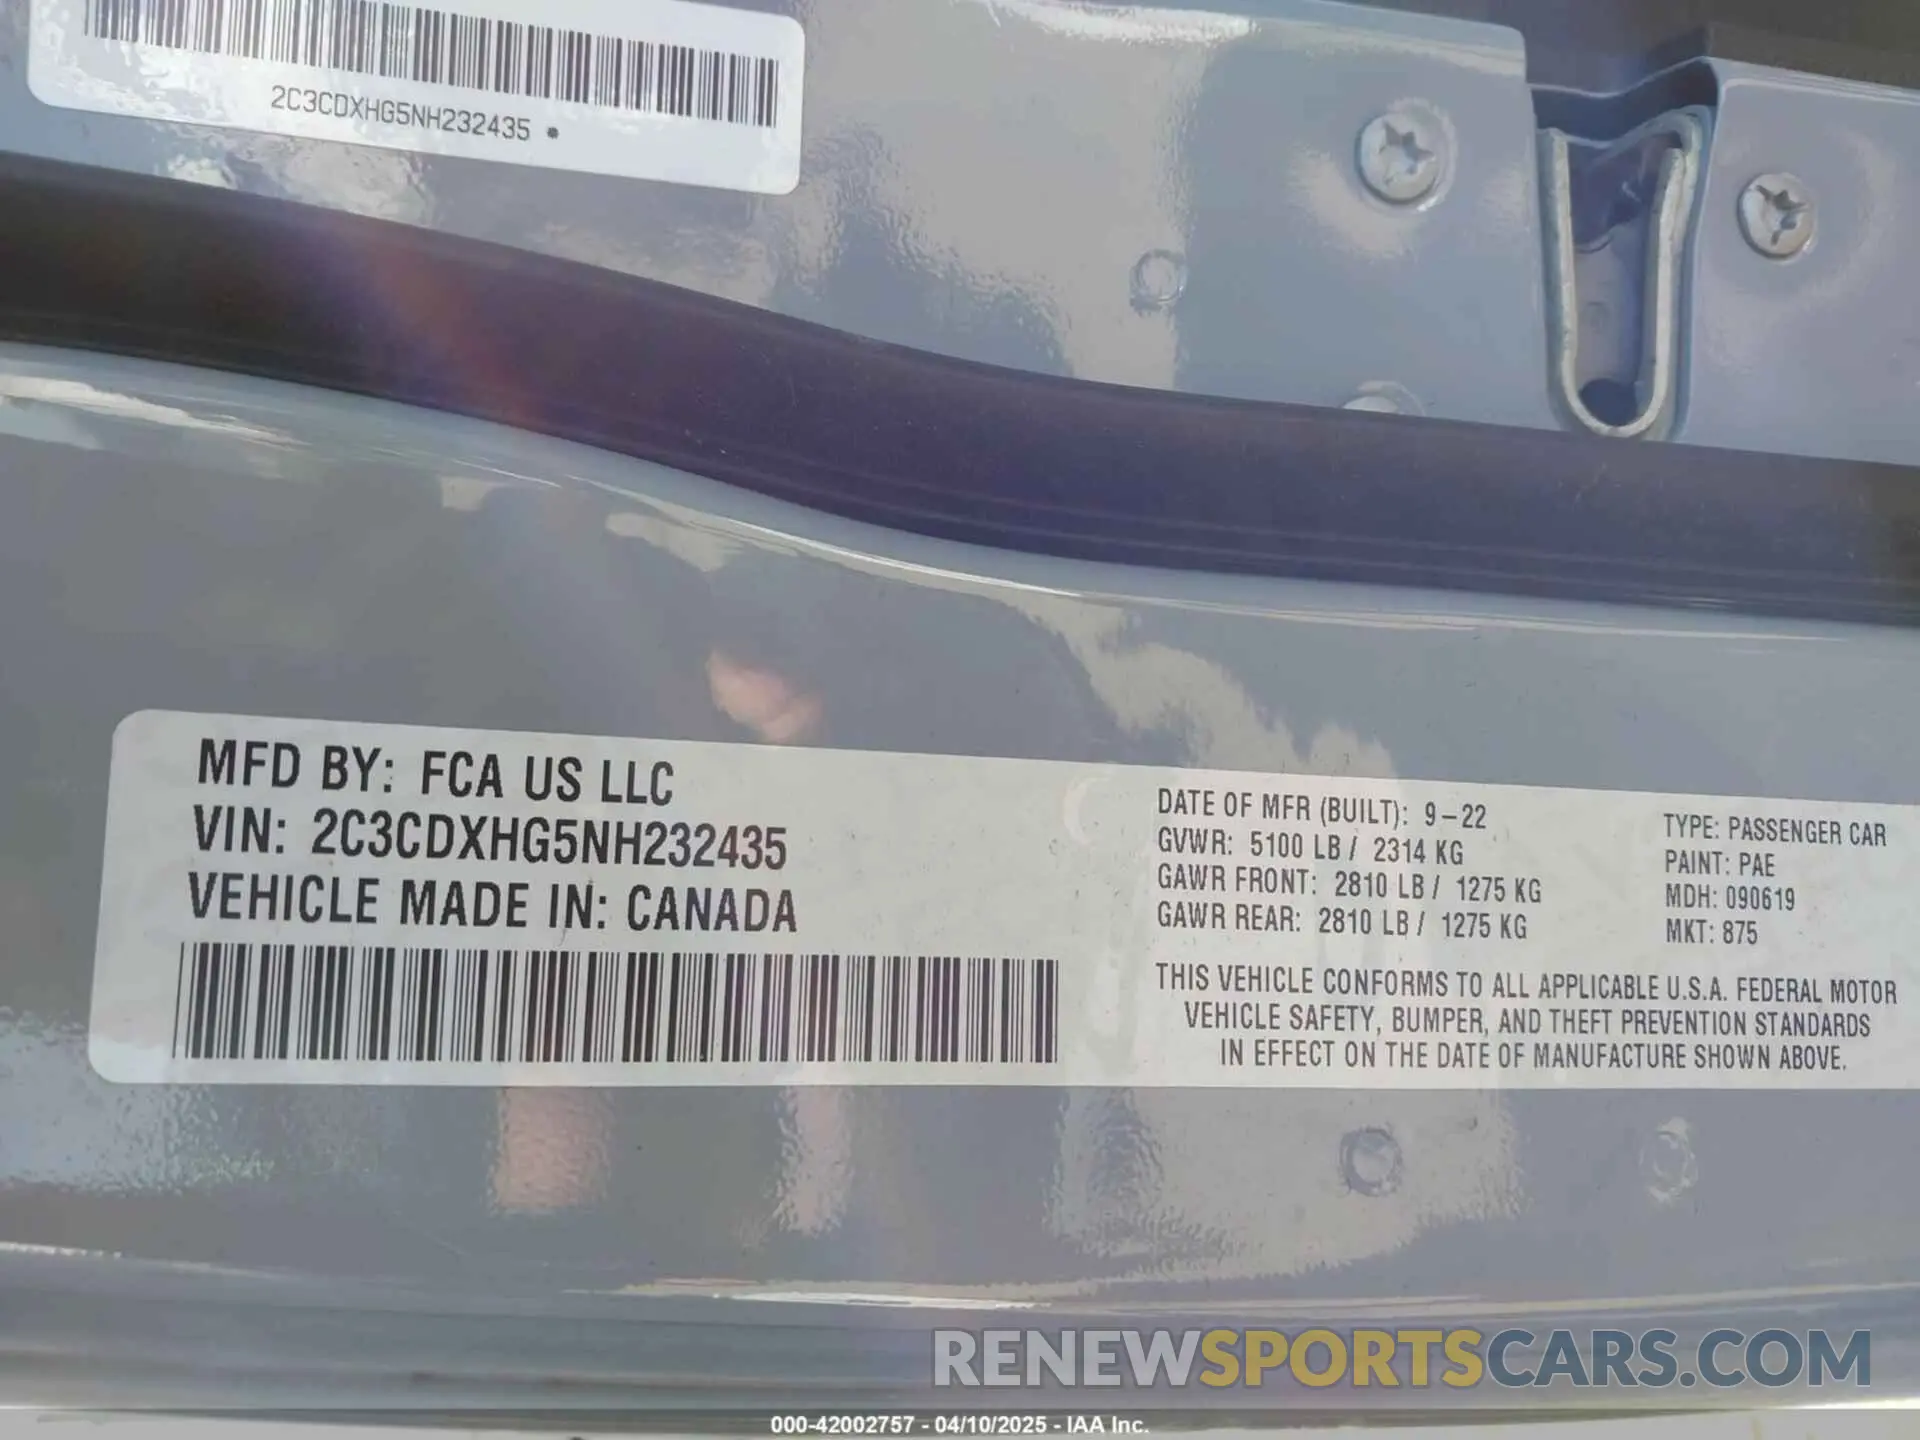 2C3CDXHG5NH232435 *
MFD BY: FCA US LLC
VIN: 2C3CDXHG5NH232435
VEHICLE MADE IN: CANADA
DATE OF MFR (BUILT): 9-22
GVWR: 5100 LB / 2314 KG
GAWR FRONT: 2810 LB / 1275 KG
GAWR REAR: 2810 LB / 1275 KG
TYPE: PASSENGER CAR
PAINT: PAE
MDH: 090619
MKT: 875
THIS VEHICLE CONFORMS TO ALL APPLICABLE U.S.A. FEDERAL MOTOR
VEHICLE SAFETY, BUMPER, AND THEFT PREVENTION STANDARDS
IN EFFECT ON THE DATE OF MANUFACTURE SHOWN ABOVE.
RENEWSPORTSCARS.COM
000-42002757 - 04/10/2025 - IAA Inc.